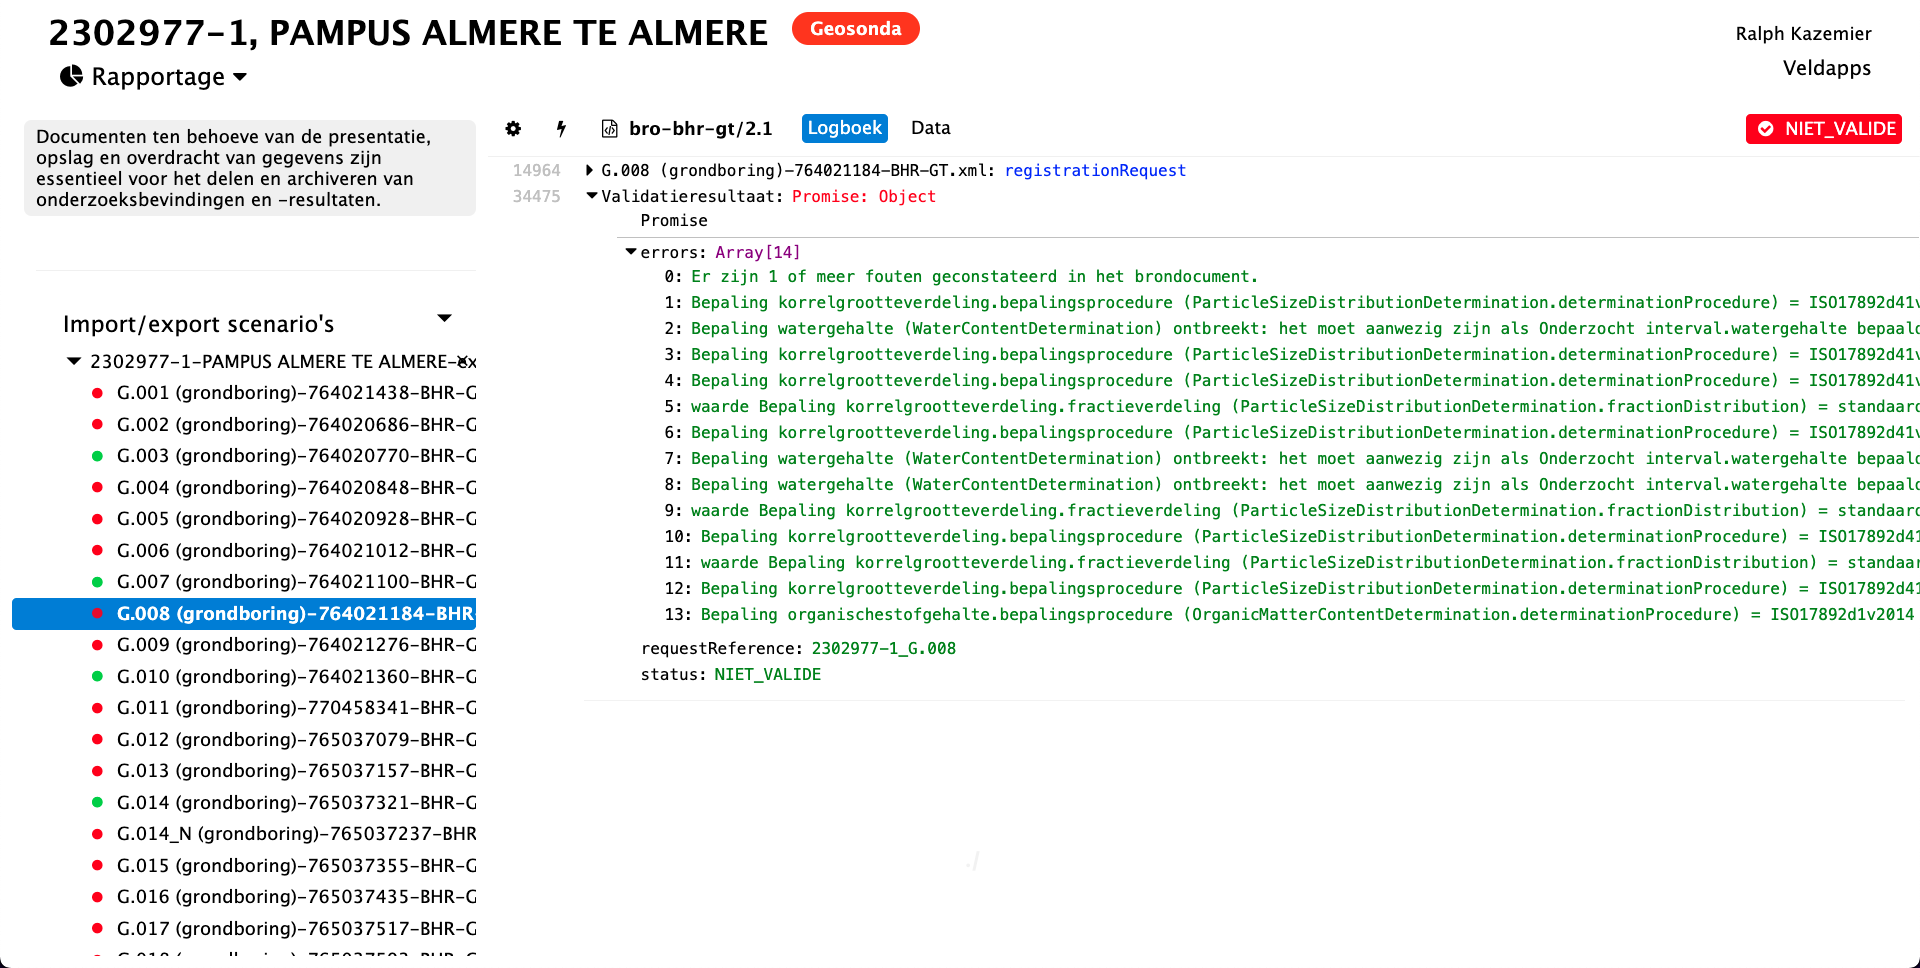 2302977-1, PAMPUS ALMERE TE ALMERE Geosonda
Ralph Kazemier
Rapportage
Veldapps
Documenten ten behoeve van de presentatie,
opslag en overdracht van gegevens zijn
essentieel voor het delen en archiveren van
onderzoeksbevindingen en -resultaten.
bro-bhr-gt/2.1 Logboek Data NIET_VALIDE
Import/export scenario's
2302977-1-PAMPUS ALMERE TE ALMERE-
G.001 (grondboring)-764021438-BHR-G
G.002 (grondboring)-764020686-BHR-G
G.003 (grondboring)-764020770-BHR-G
G.004 (grondboring)-764020848-BHR-G
G.005 (grondboring)-764020928-BHR-G
G.006 (grondboring)-764021012-BHR-G
G.007 (grondboring)-764021100-BHR-G
G.008 (grondboring)-764021184-BHR
G.009 (grondboring)-764021276-BHR-G
G.010 (grondboring)-764021360-BHR-G
G.011 (grondboring)-770458341-BHR-G
G.012 (grondboring)-765037079-BHR-G
G.013 (grondboring)-765037157-BHR-G
G.014 (grondboring)-765037321-BHR-G
G.014_N (grondboring)-765037237-BHR
G.015 (grondboring)-765037355-BHR-G
G.016 (grondboring)-765037435-BHR-G
G.017 (grondboring)-765037517-BHR-G
14964 G.008 (grondboring)-764021184-BHR-GT.xml: registrationRequest
34475 Validatieresultaat: Promise: Object
Promise
errors: Array[14]
0: Er zijn 1 of meer fouten geconstateerd in het brondocument.
1: Bepaling korrelgrootteverdeling.bepalingsprocedure (ParticleSizeDistributionDetermination.determinationProcedure) = ISO17892d41v
2: Bepaling watergehalte (WaterContentDetermination) ontbreekt: het moet aanwezig zijn als Onderzocht interval.watergehalte bepaald
3: Bepaling korrelgrootteverdeling.bepalingsprocedure (ParticleSizeDistributionDetermination.determinationProcedure) = ISO17892d41v
4: Bepaling korrelgrootteverdeling.bepalingsprocedure (ParticleSizeDistributionDetermination.determinationProcedure) = ISO17892d41v
5: waarde Bepaling korrelgrootteverdeling.fractieverdeling (ParticleSizeDistributionDetermination.fractionDistribution) = standaard
6: Bepaling korrelgrootteverdeling.bepalingsprocedure (ParticleSizeDistributionDetermination.determinationProcedure) = ISO17892d41v
7: Bepaling watergehalte (WaterContentDetermination) ontbreekt: het moet aanwezig zijn als Onderzocht interval.watergehalte bepaald
8: Bepaling watergehalte (WaterContentDetermination) ontbreekt: het moet aanwezig zijn als Onderzocht interval.watergehalte bepaald
9: waarde Bepaling korrelgrootteverdeling.fractieverdeling (ParticleSizeDistributionDetermination.fractionDistribution) = standaard
10: Bepaling korrelgrootteverdeling.bepalingsprocedure (ParticleSizeDistributionDetermination.determinationProcedure) = ISO17892d41
11: waarde Bepaling korrelgrootteverdeling.fractieverdeling (ParticleSizeDistributionDetermination.fractionDistribution) = standaar
12: Bepaling korrelgrootteverdeling.bepalingsprocedure (ParticleSizeDistributionDetermination.determinationProcedure) = ISO17892d41
13: Bepaling organischestofgehalte.bepalingsprocedure (OrganicMatterContentDetermination.determinationProcedure) = ISO17892d1v2014
requestReference: 2302977-1_G.008
status: NIET_VALIDE
./